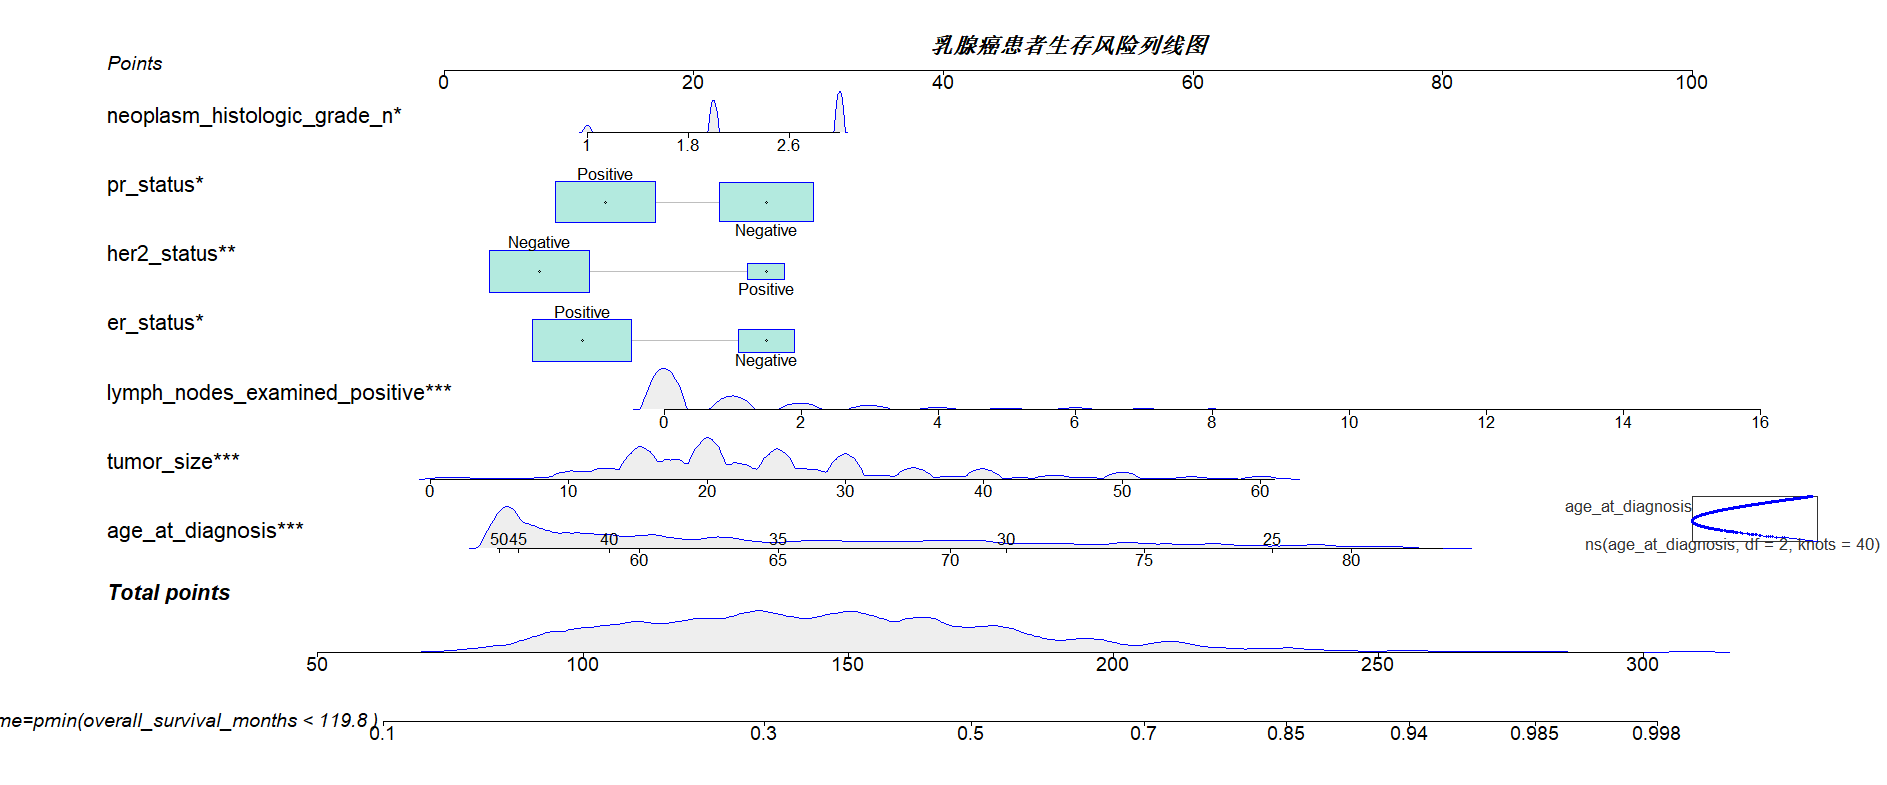 乳腺癌患者生存风险列线图
Points
0 20 40 60 80 100
neoplasm_histologic_grade_n*
1 1.8 2.6
pr_status*
Positive
Negative
her2_status**
Negative
Positive
er_status*
Positive
Negative
lymph_nodes_examined_positive***
0 2 4 6 8 10 12 14 16
tumor_size***
0 10 20 30 40 50 60
age_at_diagnosis***
50 45 40 35 30 25
60 65 70 75 80
age_at_diagnosis
ns(age_at_diagnosis, df = 2, knots = 40)
Total points
50 100 150 200 250 300
me=pmin(overall_survival_months < 119.8 )
0.1 0.3 0.5 0.7 0.85 0.94 0.985 0.998